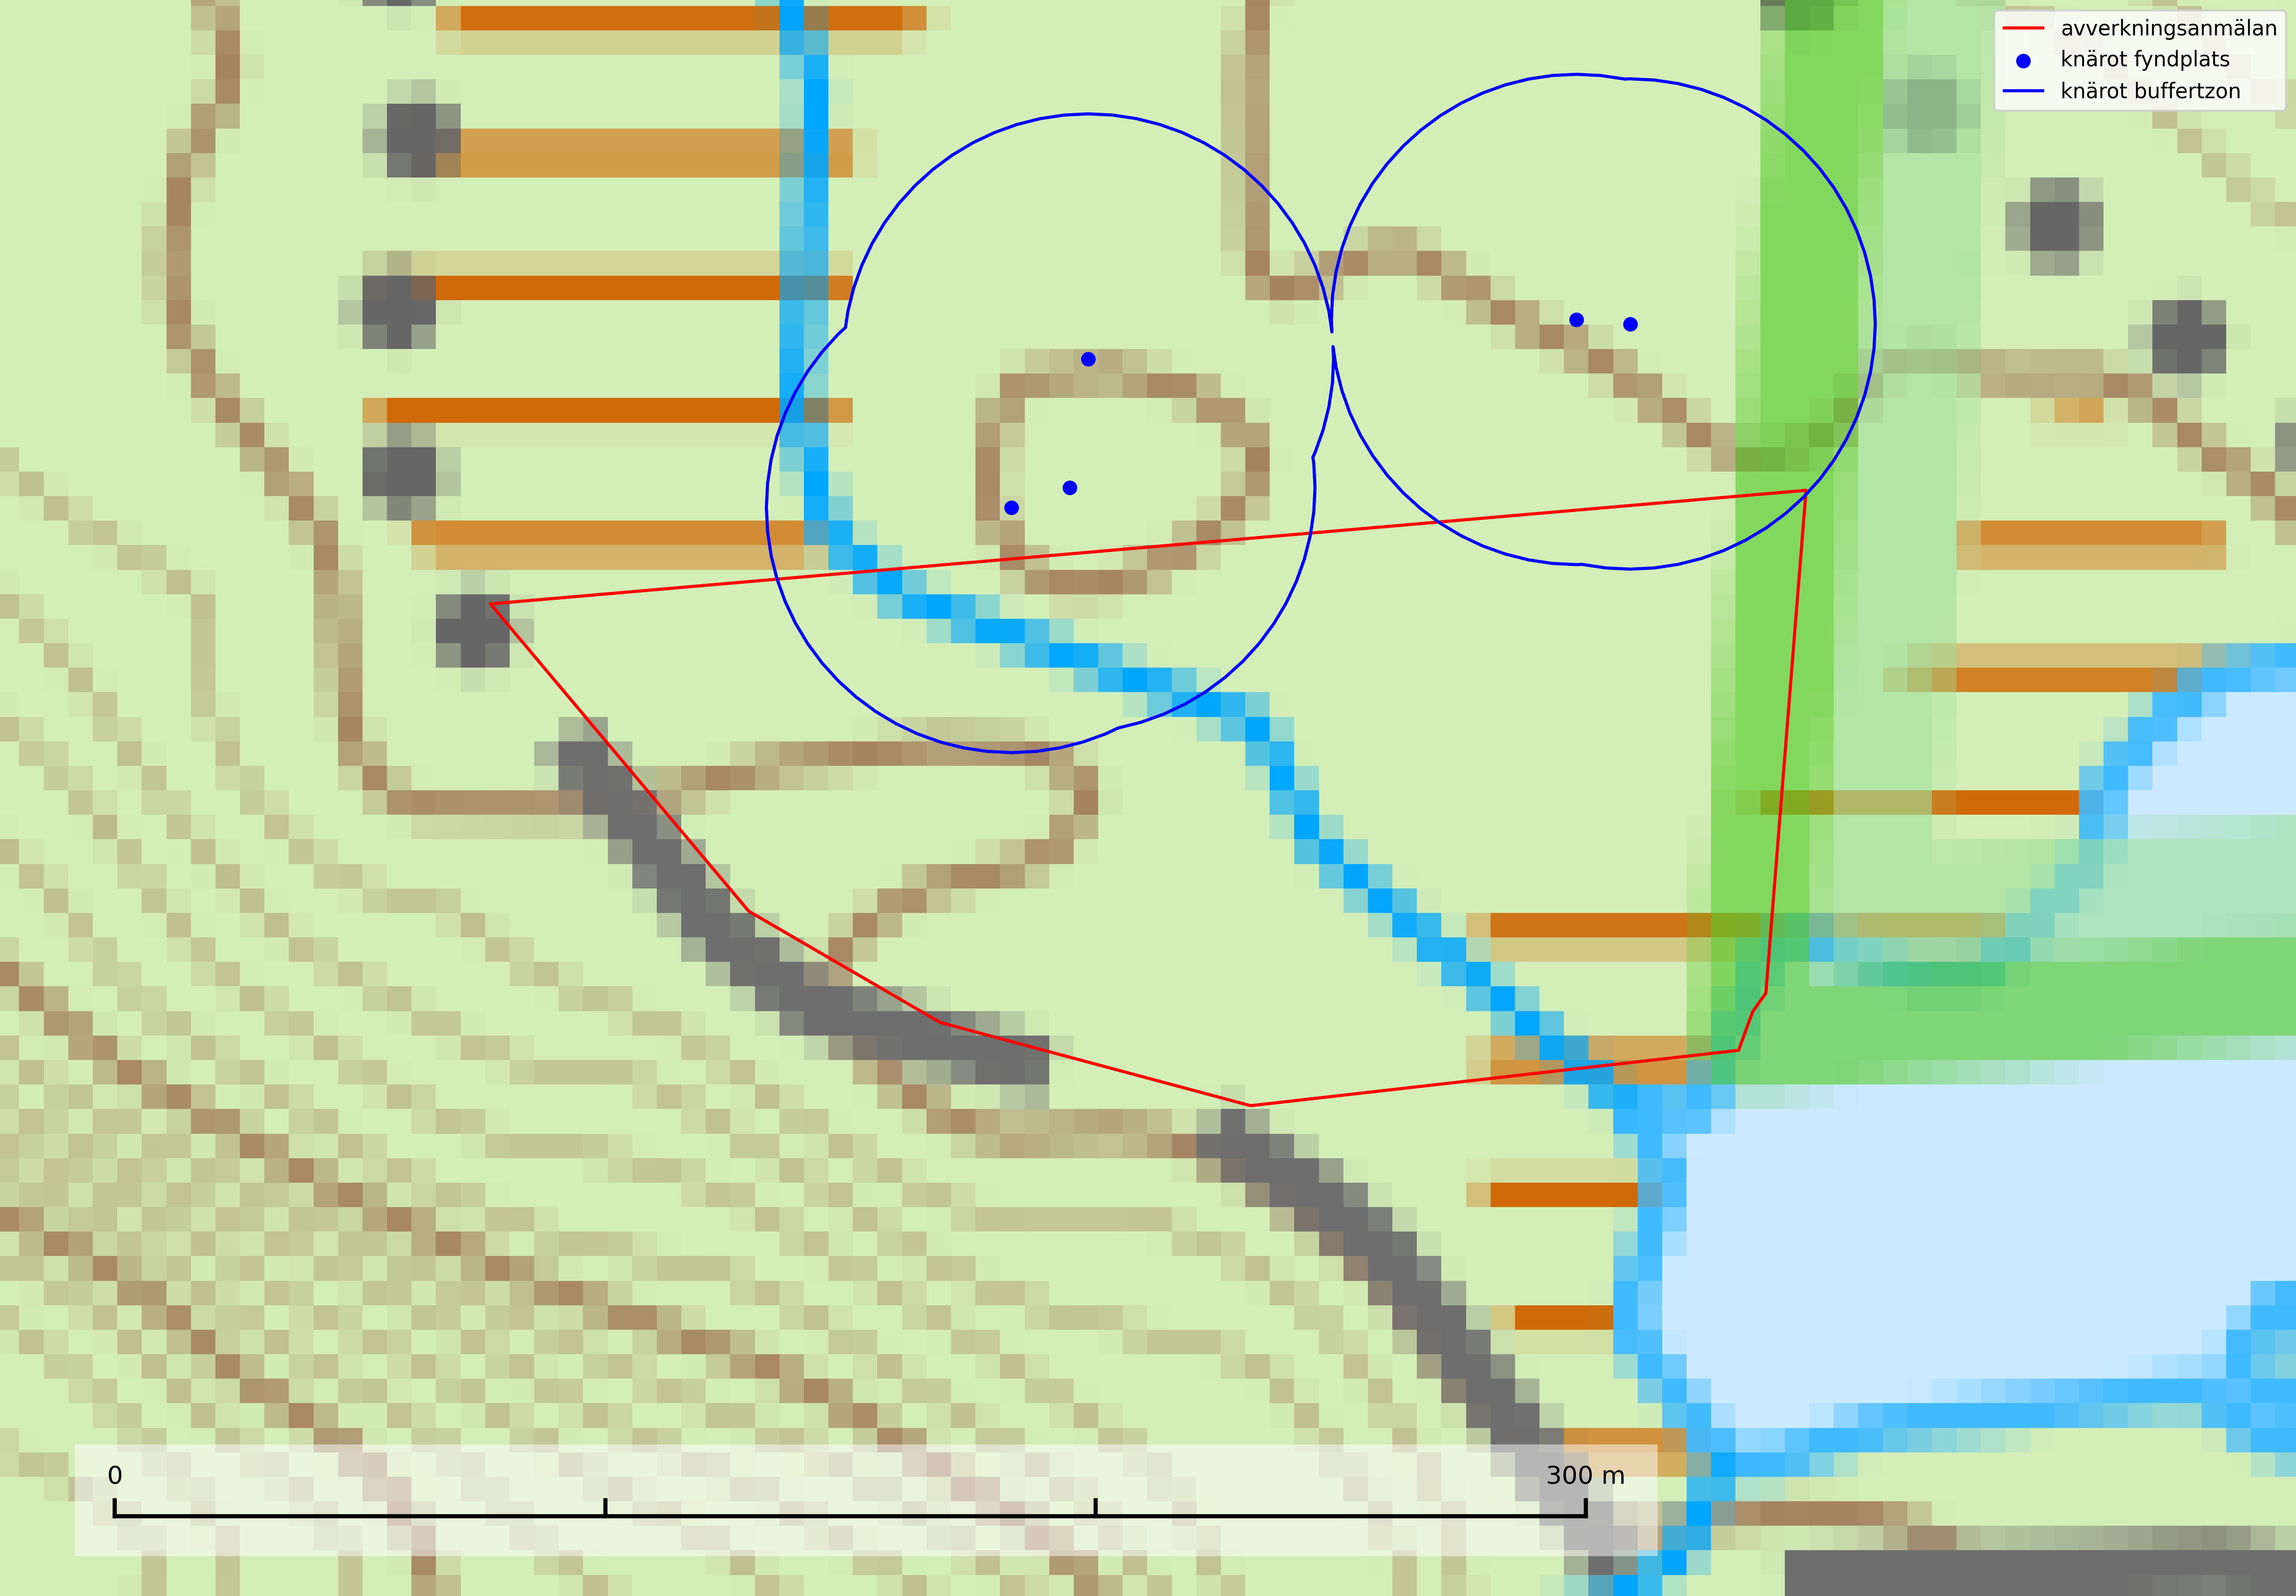 avverkningsanmälan
knärot fyndplats
knärot buffertzon
0
300 m